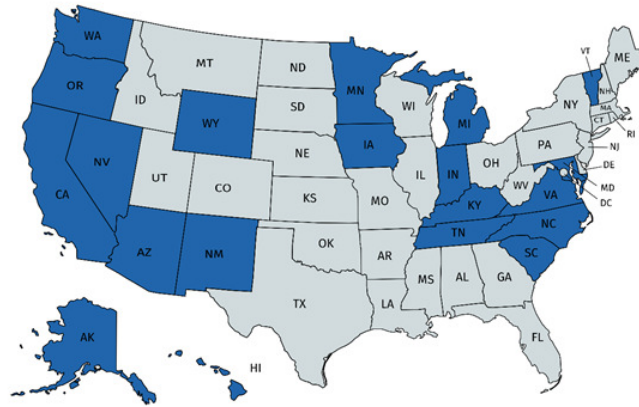 WA
MT
ND
MN
VT
ME
OR
ID
SD
WI
MI
NY
NH
MA
CT
RI
WY
IA
PA
NJ
NV
NE
IL
IN
OH
DE
CA
UT
CO
KS
MO
WV
VA
MD
DC
KY
AZ
NM
OK
AR
TN
NC
SC
TX
LA
MS
AL
GA
AK
HI
FL